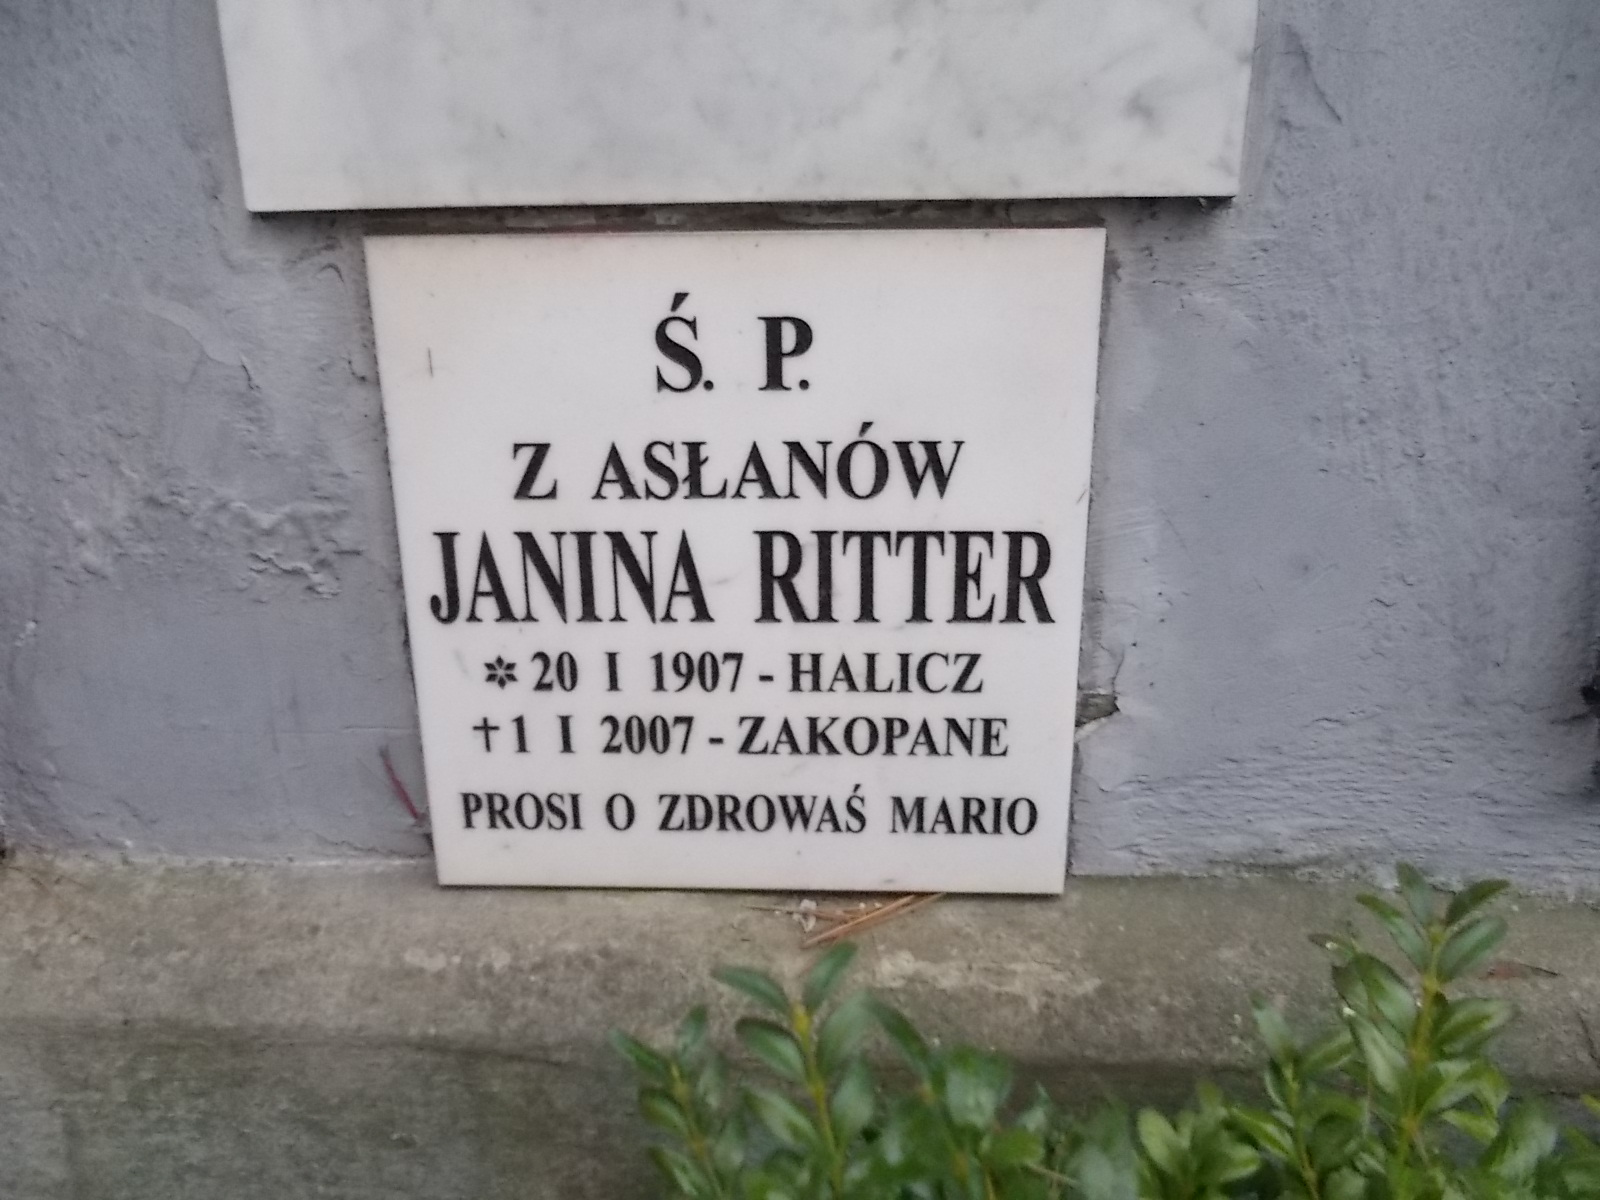 Ś. P.
Z ASŁANÓW
JANINA RITTER
✲ 20 I 1907 - HALICZ
† 1 I 2007 - ZAKOPANE
PROSI O ZDROWAŚ MARIO